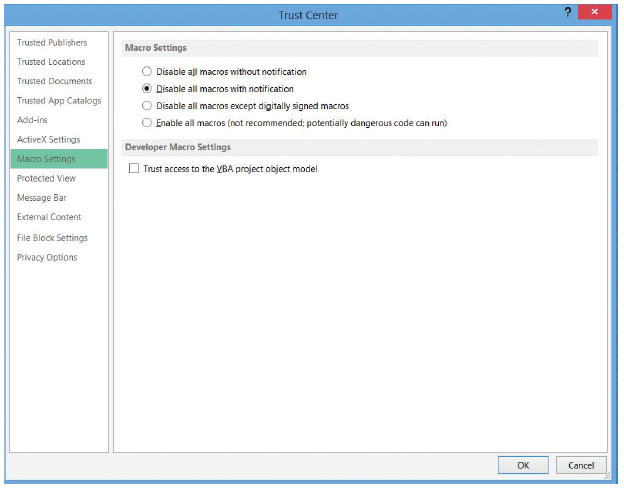 Trust Center
?
Trusted Publishers
Trusted Locations
Trusted Documents
Trusted App Catalogs
Add-ins
ActiveX Settings
Macro Settings
Protected View
Message Bar
External Content
File Block Settings
Privacy Options
Macro Settings
Disable all macros without notification
Disable all macros with notification
Disable all macros except digitally signed macros
Enable all macros (not recommended; potentially dangerous code can run)
Developer Macro Settings
Trust access to the VBA project object model
OK
Cancel